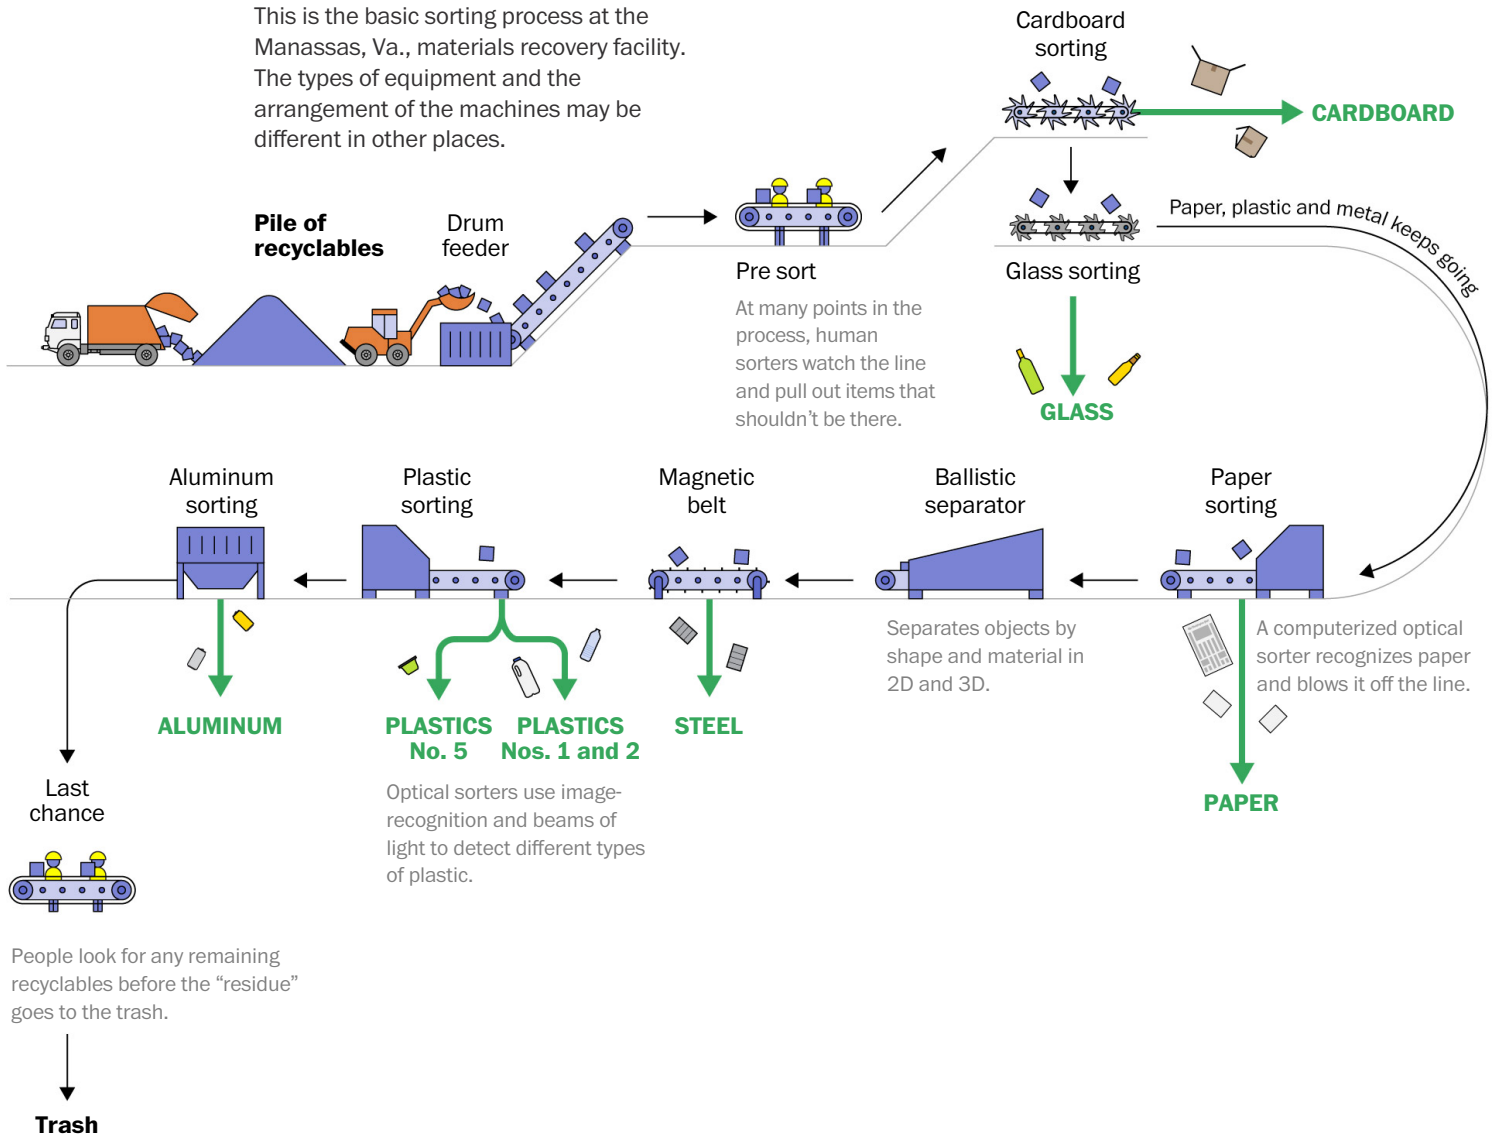 This is the basic sorting process at the
Manassas, Va., materials recovery facility.
The types of equipment and the
arrangement of the machines may be
different in other places.
Cardboard
sorting
CARDBOARD
Pile of
recyclables
Drum
feeder
Pre sort
At many points in the
process, human
sorters watch the line
and pull out items that
shouldn’t be there.
Glass sorting
GLASS
Paper, plastic and metal keeps going
Paper
sorting
A computerized optical
sorter recognizes paper
and blows it off the line.
PAPER
Ballistic
separator
Separates objects by
shape and material in
2D and 3D.
Magnetic
belt
STEEL
Plastic
sorting
PLASTICS
No. 5
PLASTICS
Nos. 1 and 2
Optical sorters use image-
recognition and beams of
light to detect different types
of plastic.
Aluminum
sorting
ALUMINUM
Last
chance
People look for any remaining
recyclables before the “residue”
goes to the trash.
Trash